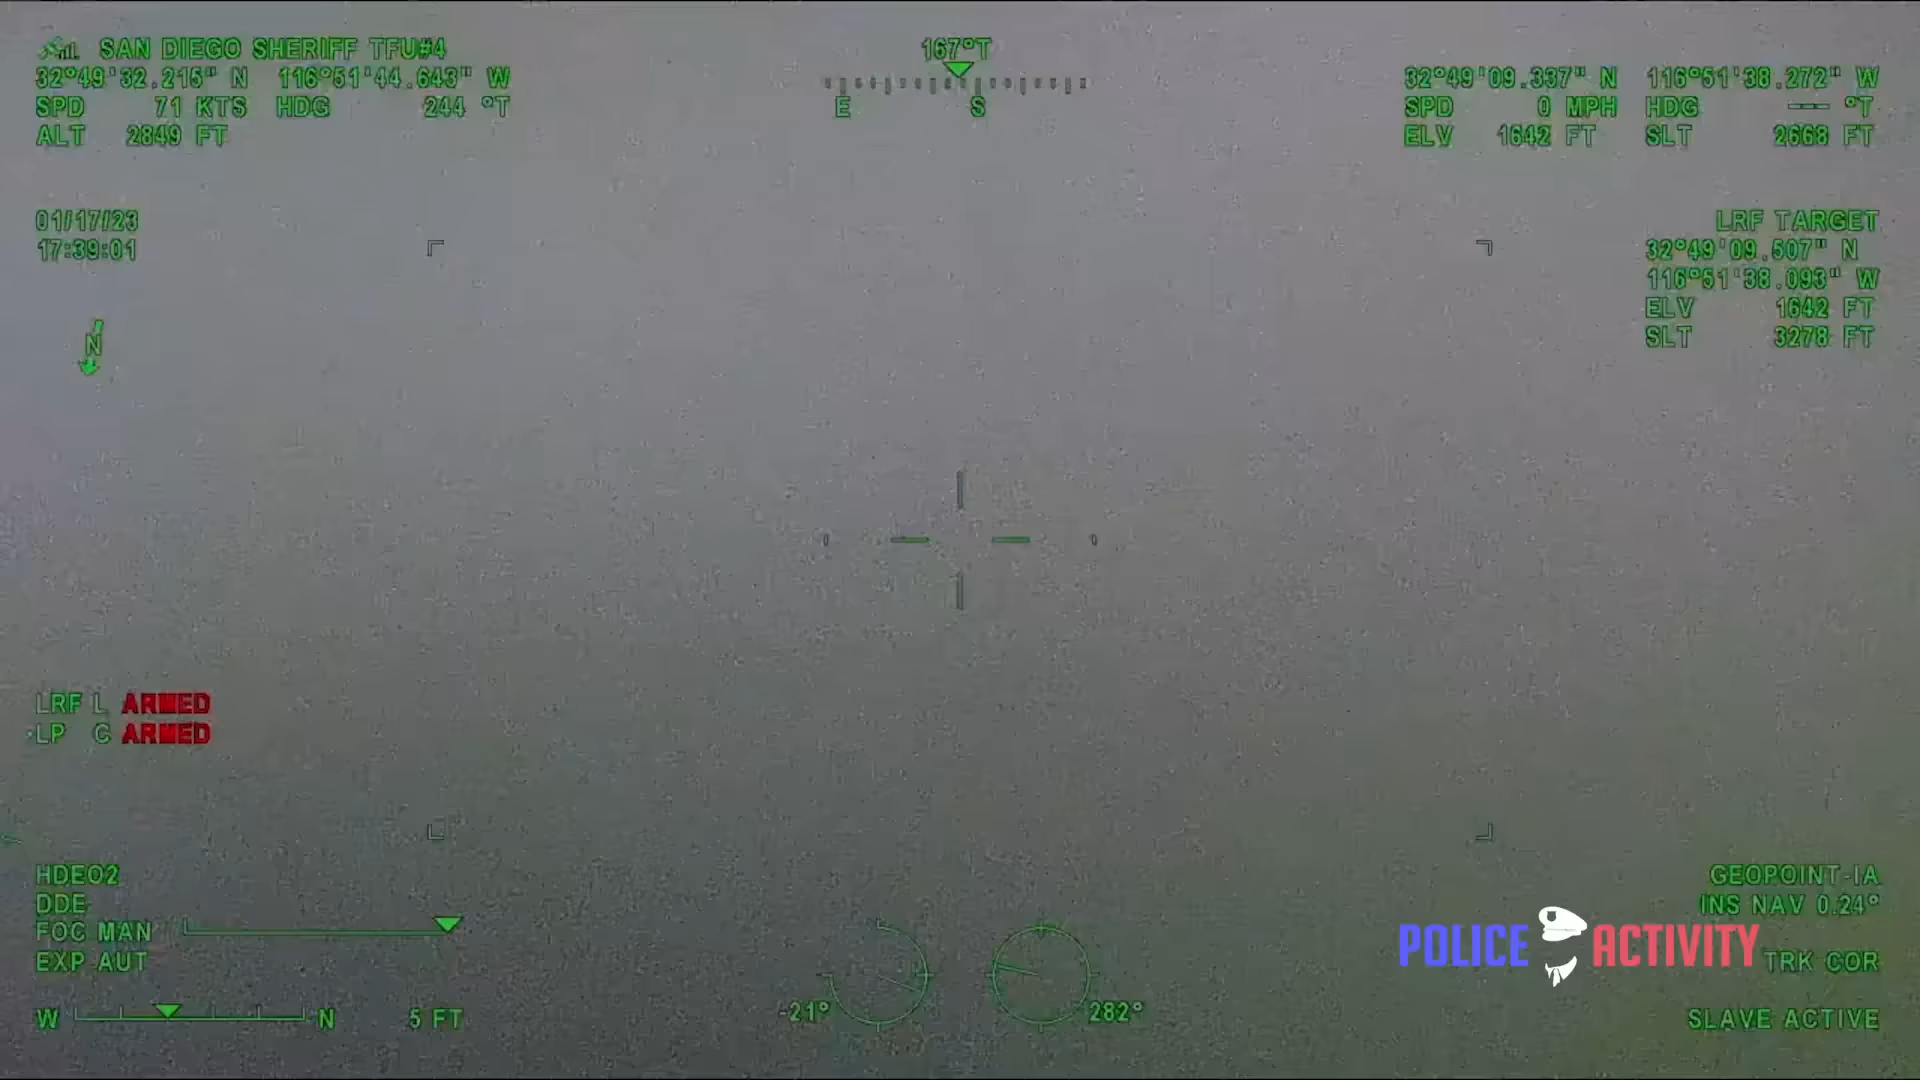 SAN DIEGO SHERIFF TFU#4
32°49'32.215" N 116°51'44.643" W
SPD 71 KTS HDG 244 °T
ALT 2849 FT
167°T
E S
32°49'09.337" N 116°51'38.272" W
SPD 0 MPH HDG --- °T
ELV 1642 FT SLT 2668 FT
01/17/23
17:39:01
LRF TARGET
32°49'09.507" N
116°51'38.093" W
ELV 1642 FT
SLT 3278 FT
N
LRF L ARMED
LP C ARMED
HDEO2
DDE
FOC MAN
EXP AUT
W N 5 FT
-21° 282°
GEOPOINT-IA
INS NAV 0.24°
POLICE ACTIVITY
TRK COR
SLAVE ACTIVE